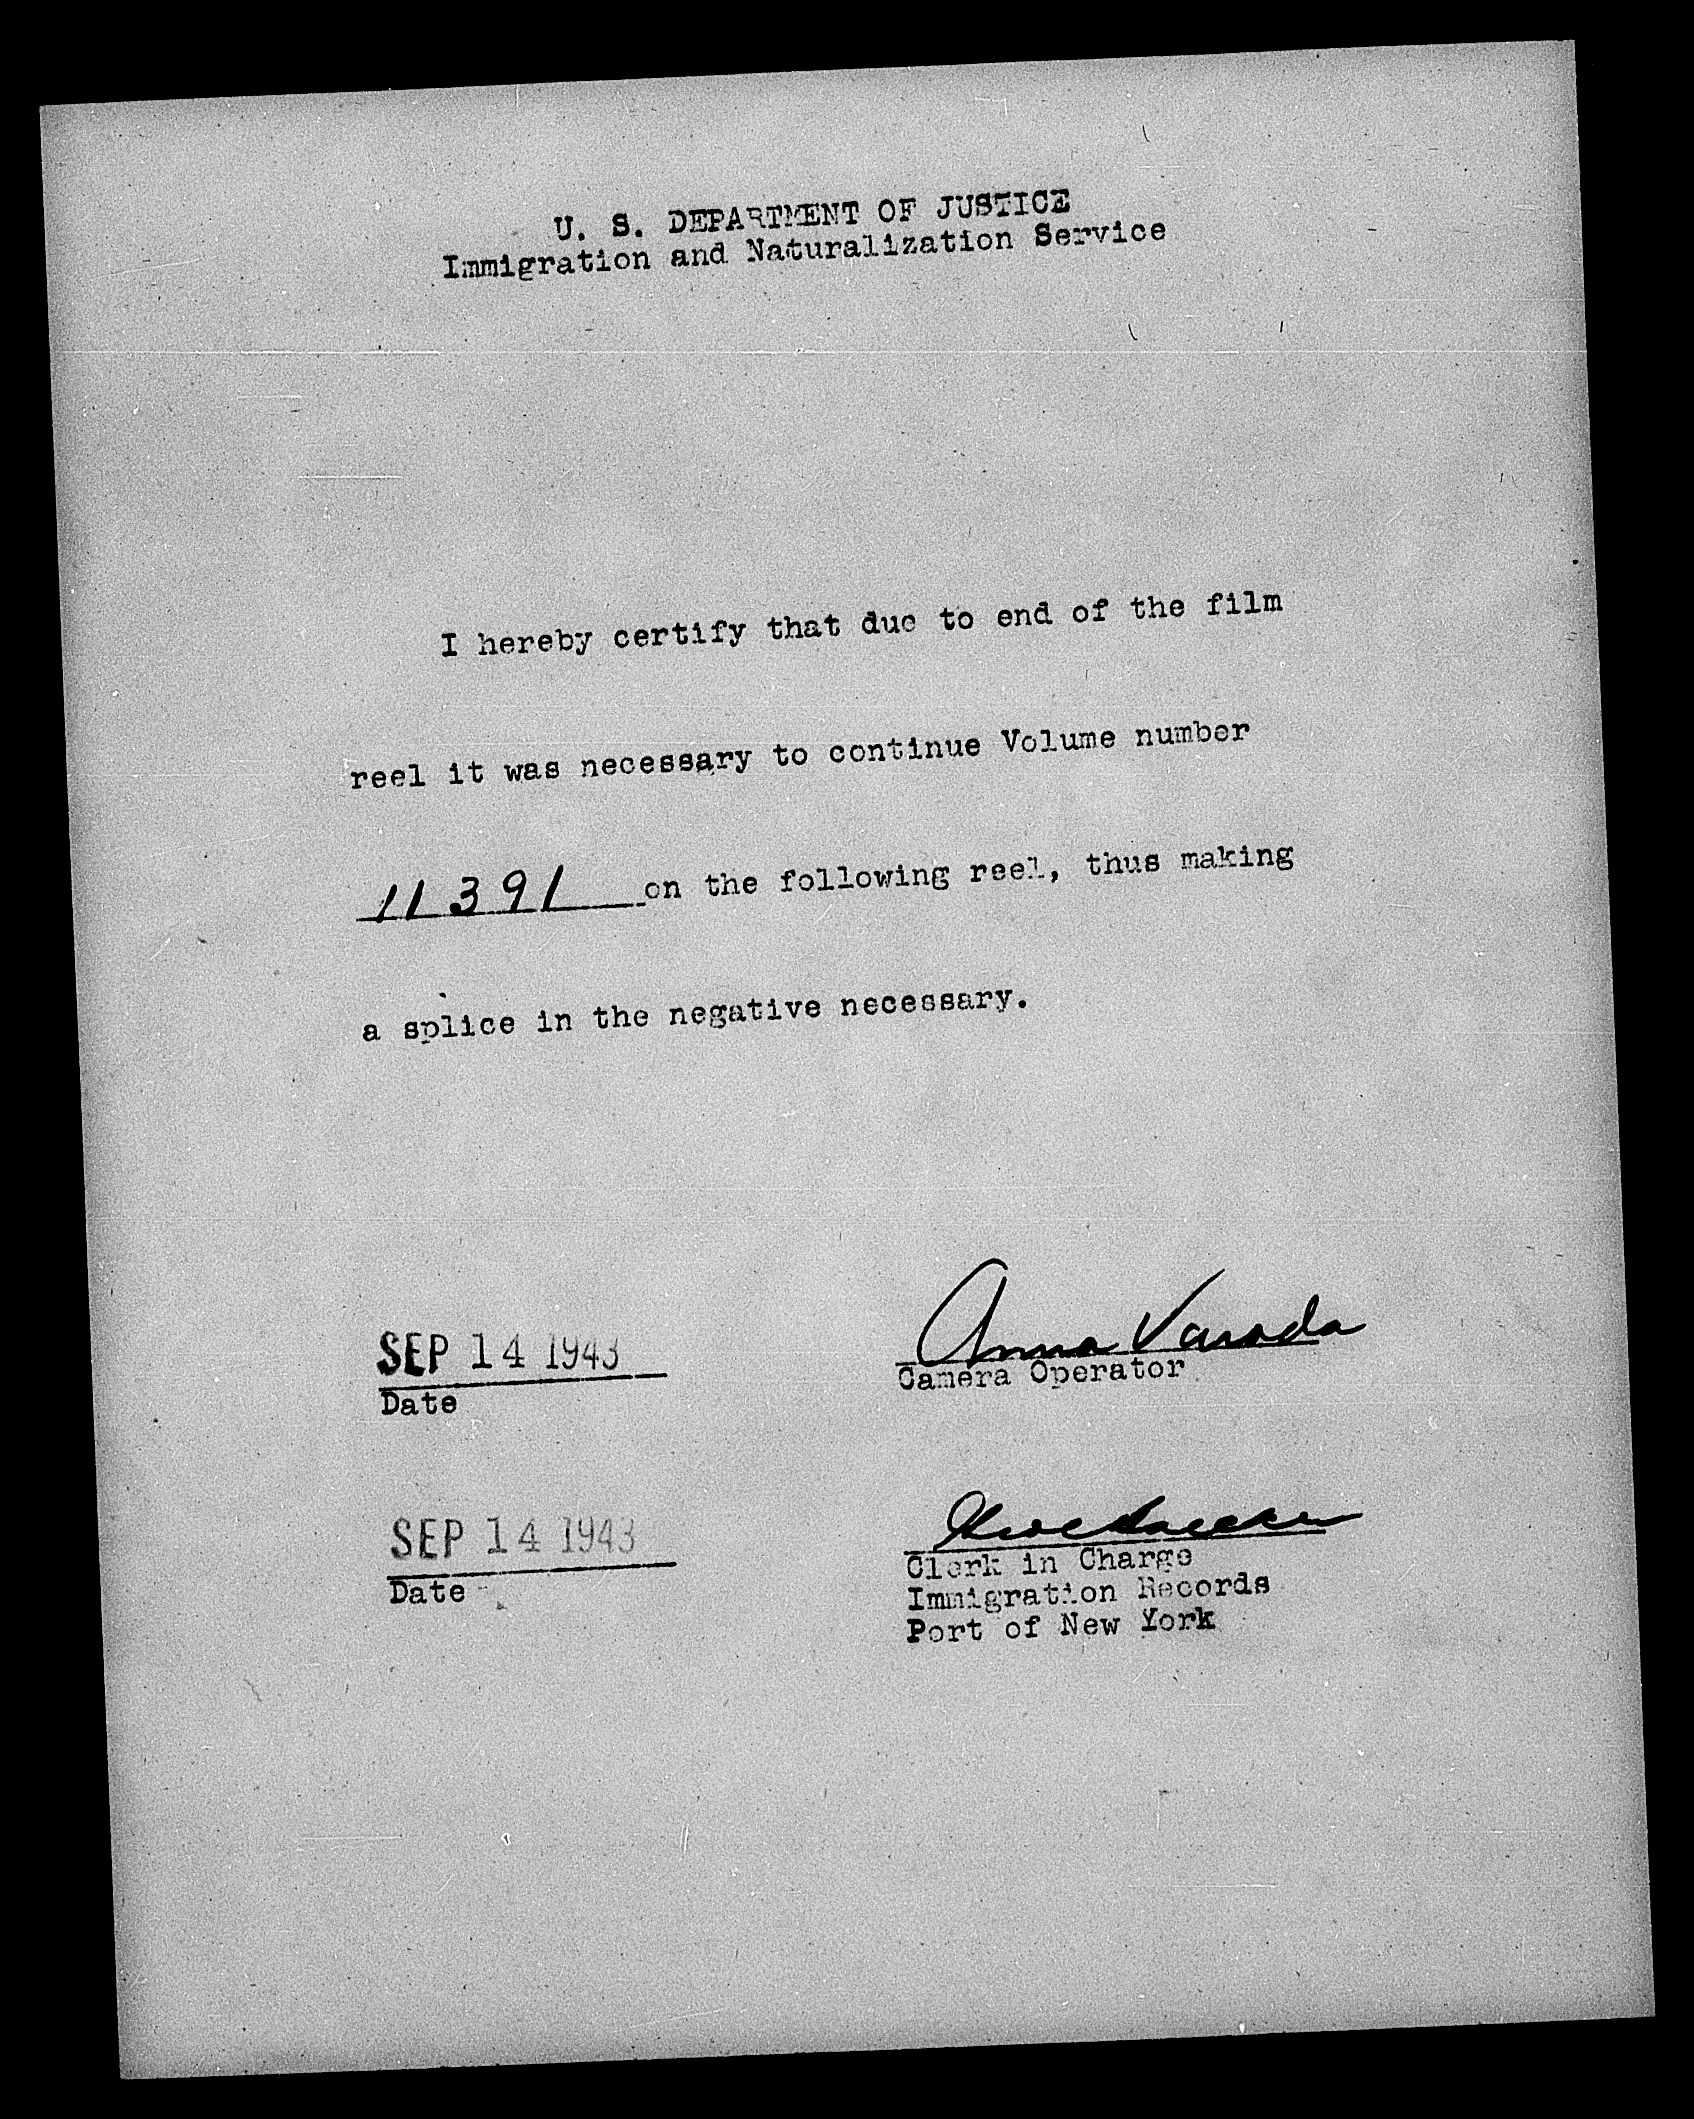 U. S. DEPARTMENT OF JUSTICE
Immigration and Naturalization Service
I hereby certify that due to end of the film
reel it was necessary to continue Volume number
11391 on the following reel, thus making
a splice in the negative necessary.
SEP 14 1943
Anna Varada
Date
Camera Operator
SEP 14 1943
Date
Clerk in Charge
Immigration Records
Port of New York